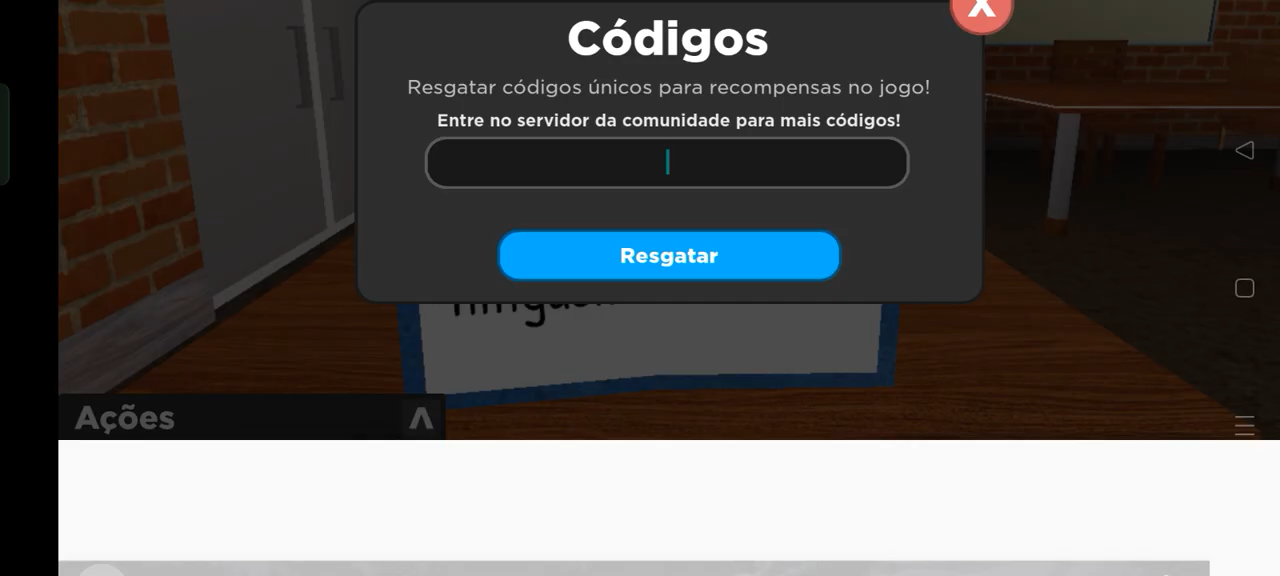 X
Códigos
Resgatar códigos únicos para recompensas no jogo!
Entre no servidor da comunidade para mais códigos!
Resgatar
Ações